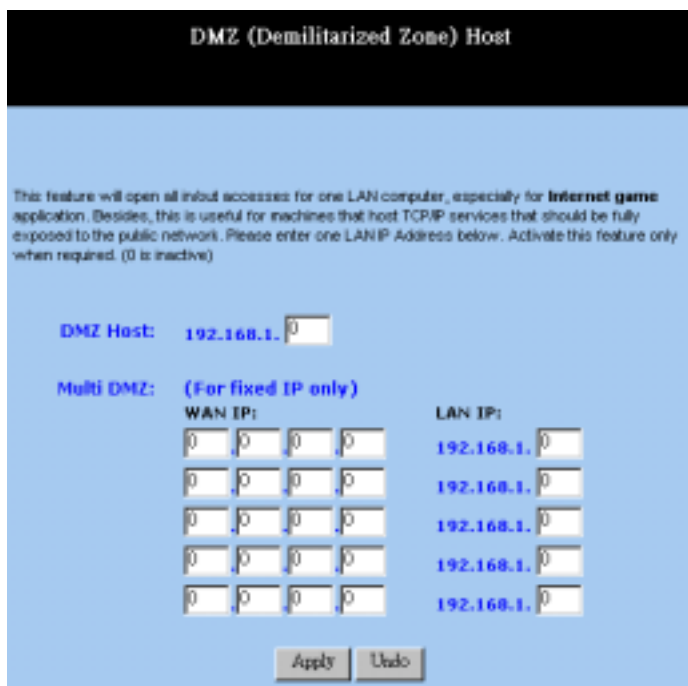 DMZ (Demilitarized Zone) Host
This feature will open all in/out accesses for one LAN computer, especially for Internet game
application. Besides, this is useful for machines that host TCP/IP services that should be fully
exposed to the public network. Please enter one LAN IP Address below. Activate this feature only
when required. (0 is inactive)
DMZ Host: 192.168.1. 0
Multi DMZ: (For fixed IP only)
WAN IP: LAN IP:
0 . 0 . 0 . 0 192.168.1. 0
0 . 0 . 0 . 0 192.168.1. 0
0 . 0 . 0 . 0 192.168.1. 0
0 . 0 . 0 . 0 192.168.1. 0
0 . 0 . 0 . 0 192.168.1. 0
Apply Undo